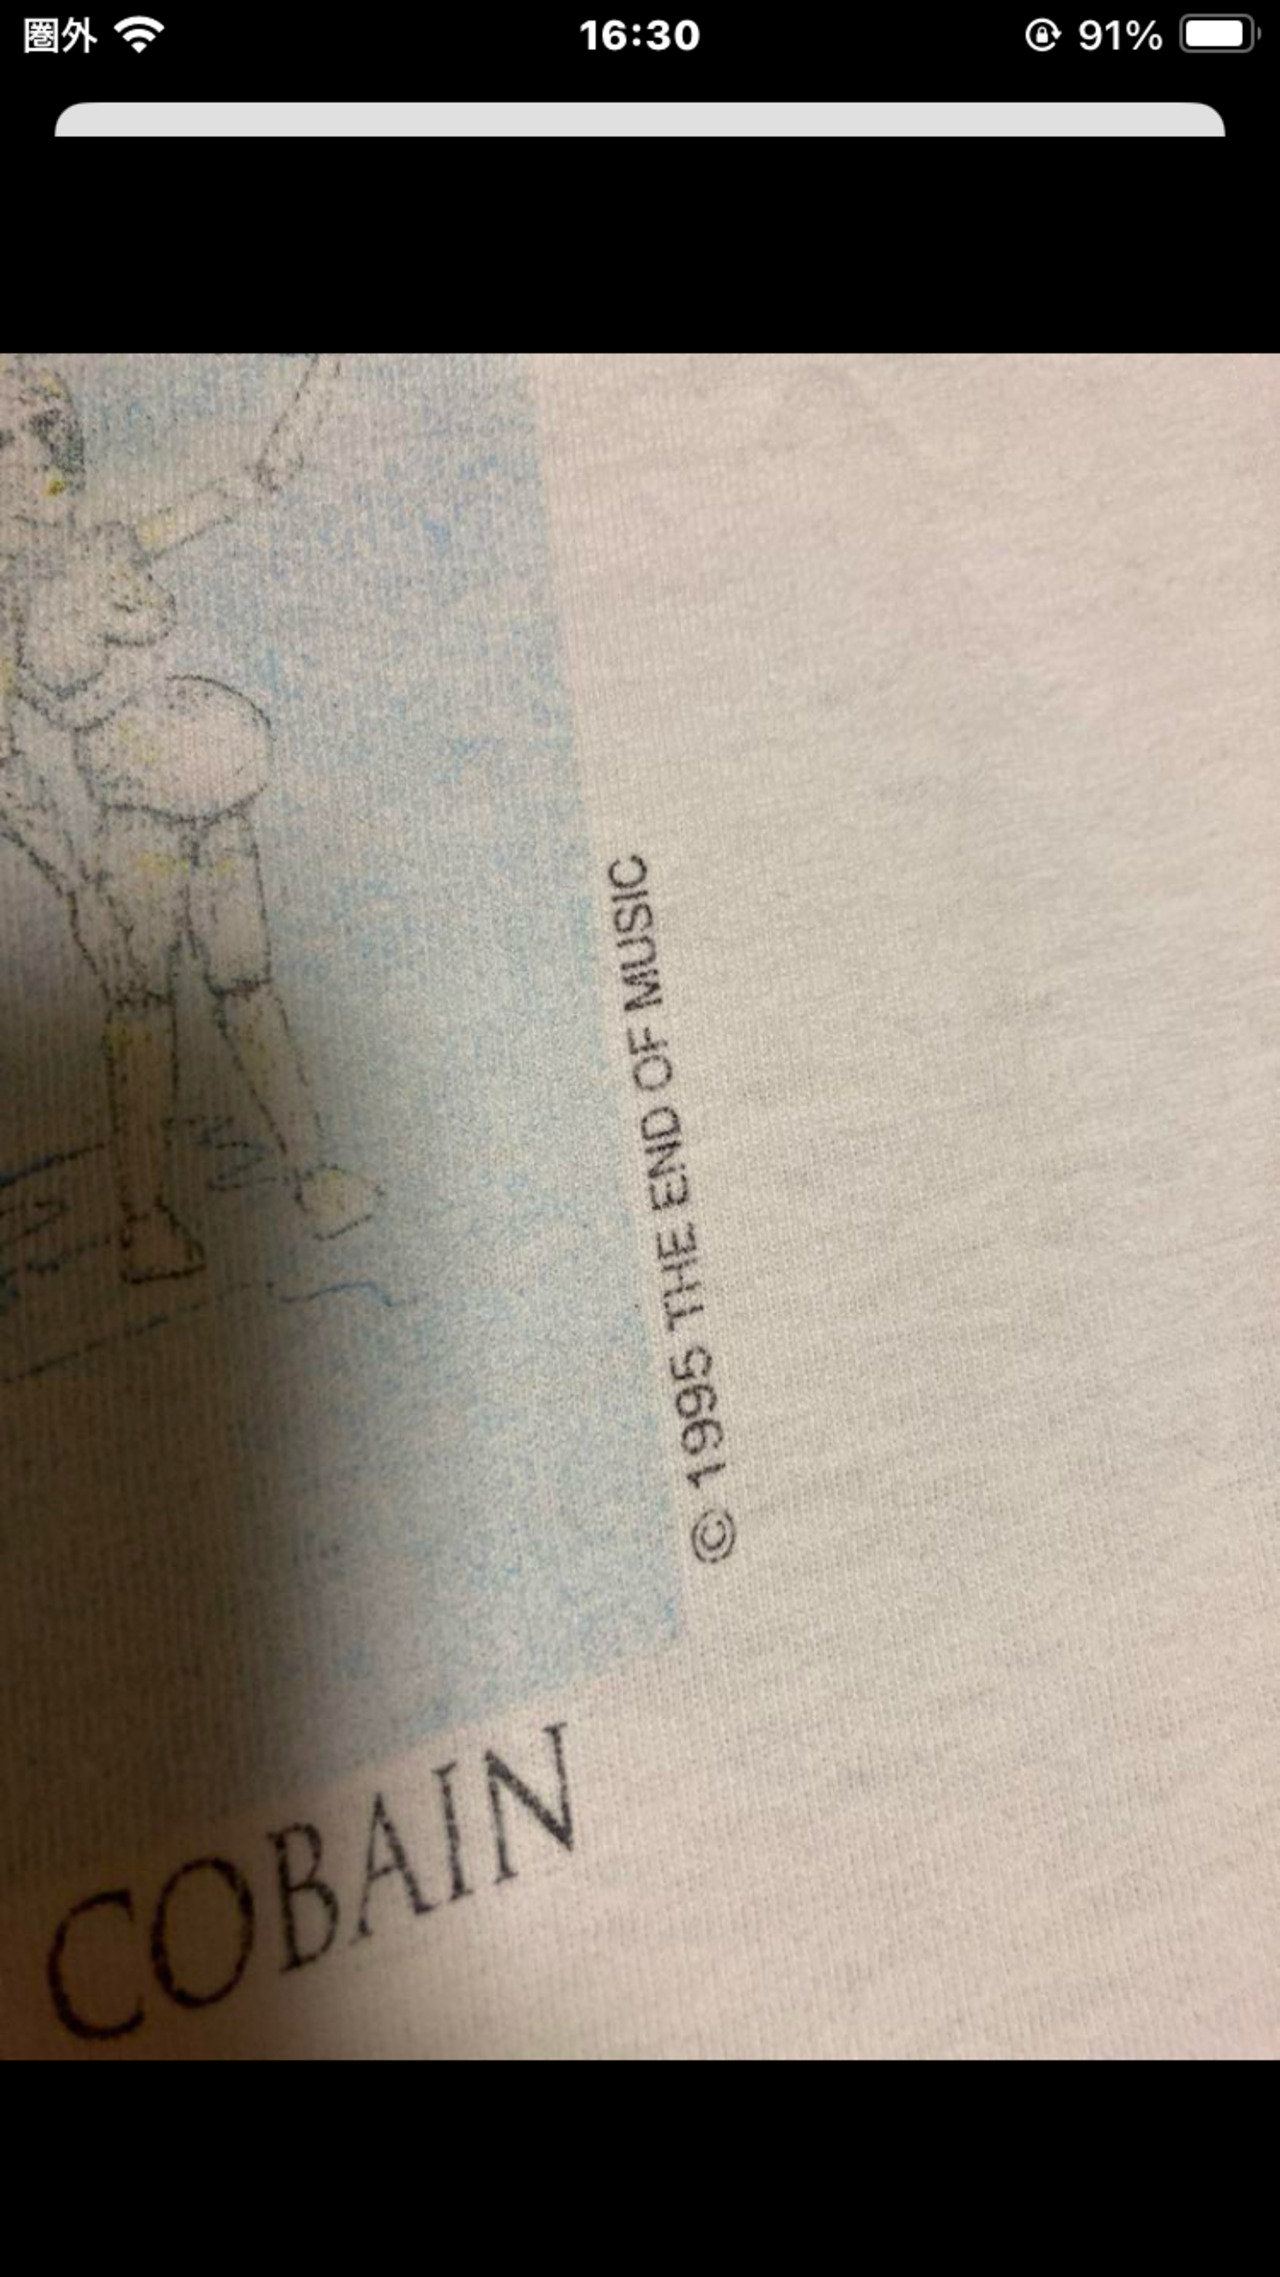 圏外 16:30 91%
© 1995 THE END OF MUSIC
COBAIN